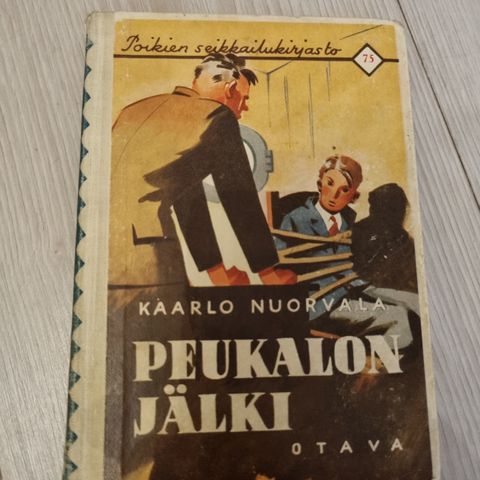 Poikien seikkailukirjasto
75
KAARLO NUORVALA
PEUKALON
JÄLKI
OTAVA